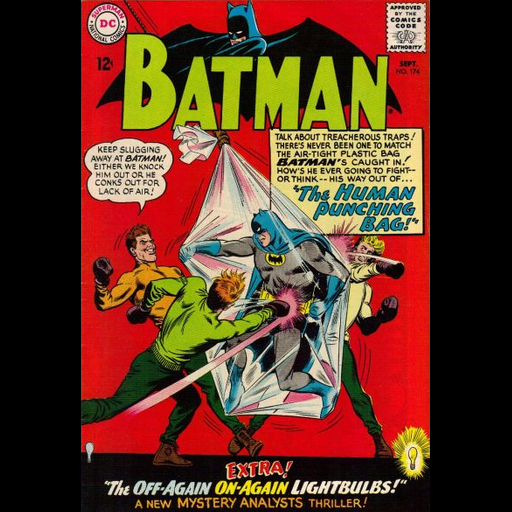 SUPERMAN
DC
NATIONAL COMICS
APPROVED
BY THE
COMICS
CODE
AUTHORITY
12¢
SEPT.
NO. 174
BATMAN
KEEP SLUGGING
AWAY AT BATMAN!
EITHER WE KNOCK
HIM OUT OR HE
CONKS OUT FOR
LACK OF AIR!
TALK ABOUT TREACHEROUS TRAPS!
THERE'S NEVER BEEN ONE TO MATCH
THE AIR-TIGHT PLASTIC BAG
BATMAN'S CAUGHT IN!
HOW'S HE EVER GOING TO FIGHT--
OR THINK -- HIS WAY OUT OF...
"The HUMAN
PUNCHING
BAG!"
EXTRA!
"The OFF-AGAIN ON-AGAIN LIGHTBULBS!"
A NEW MYSTERY ANALYSTS THRILLER!